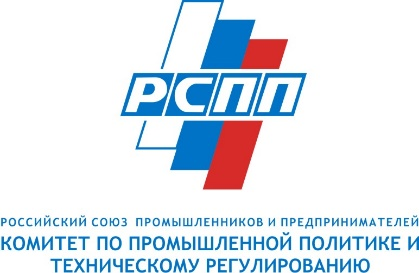 РСПП
РОССИЙСКИЙ СОЮЗ ПРОМЫШЛЕННИКОВ И ПРЕДПРИНИМАТЕЛЕЙ
КОМИТЕТ ПО ПРОМЫШЛЕННОЙ ПОЛИТИКЕ И
ТЕХНИЧЕСКОМУ РЕГУЛИРОВАНИЮ